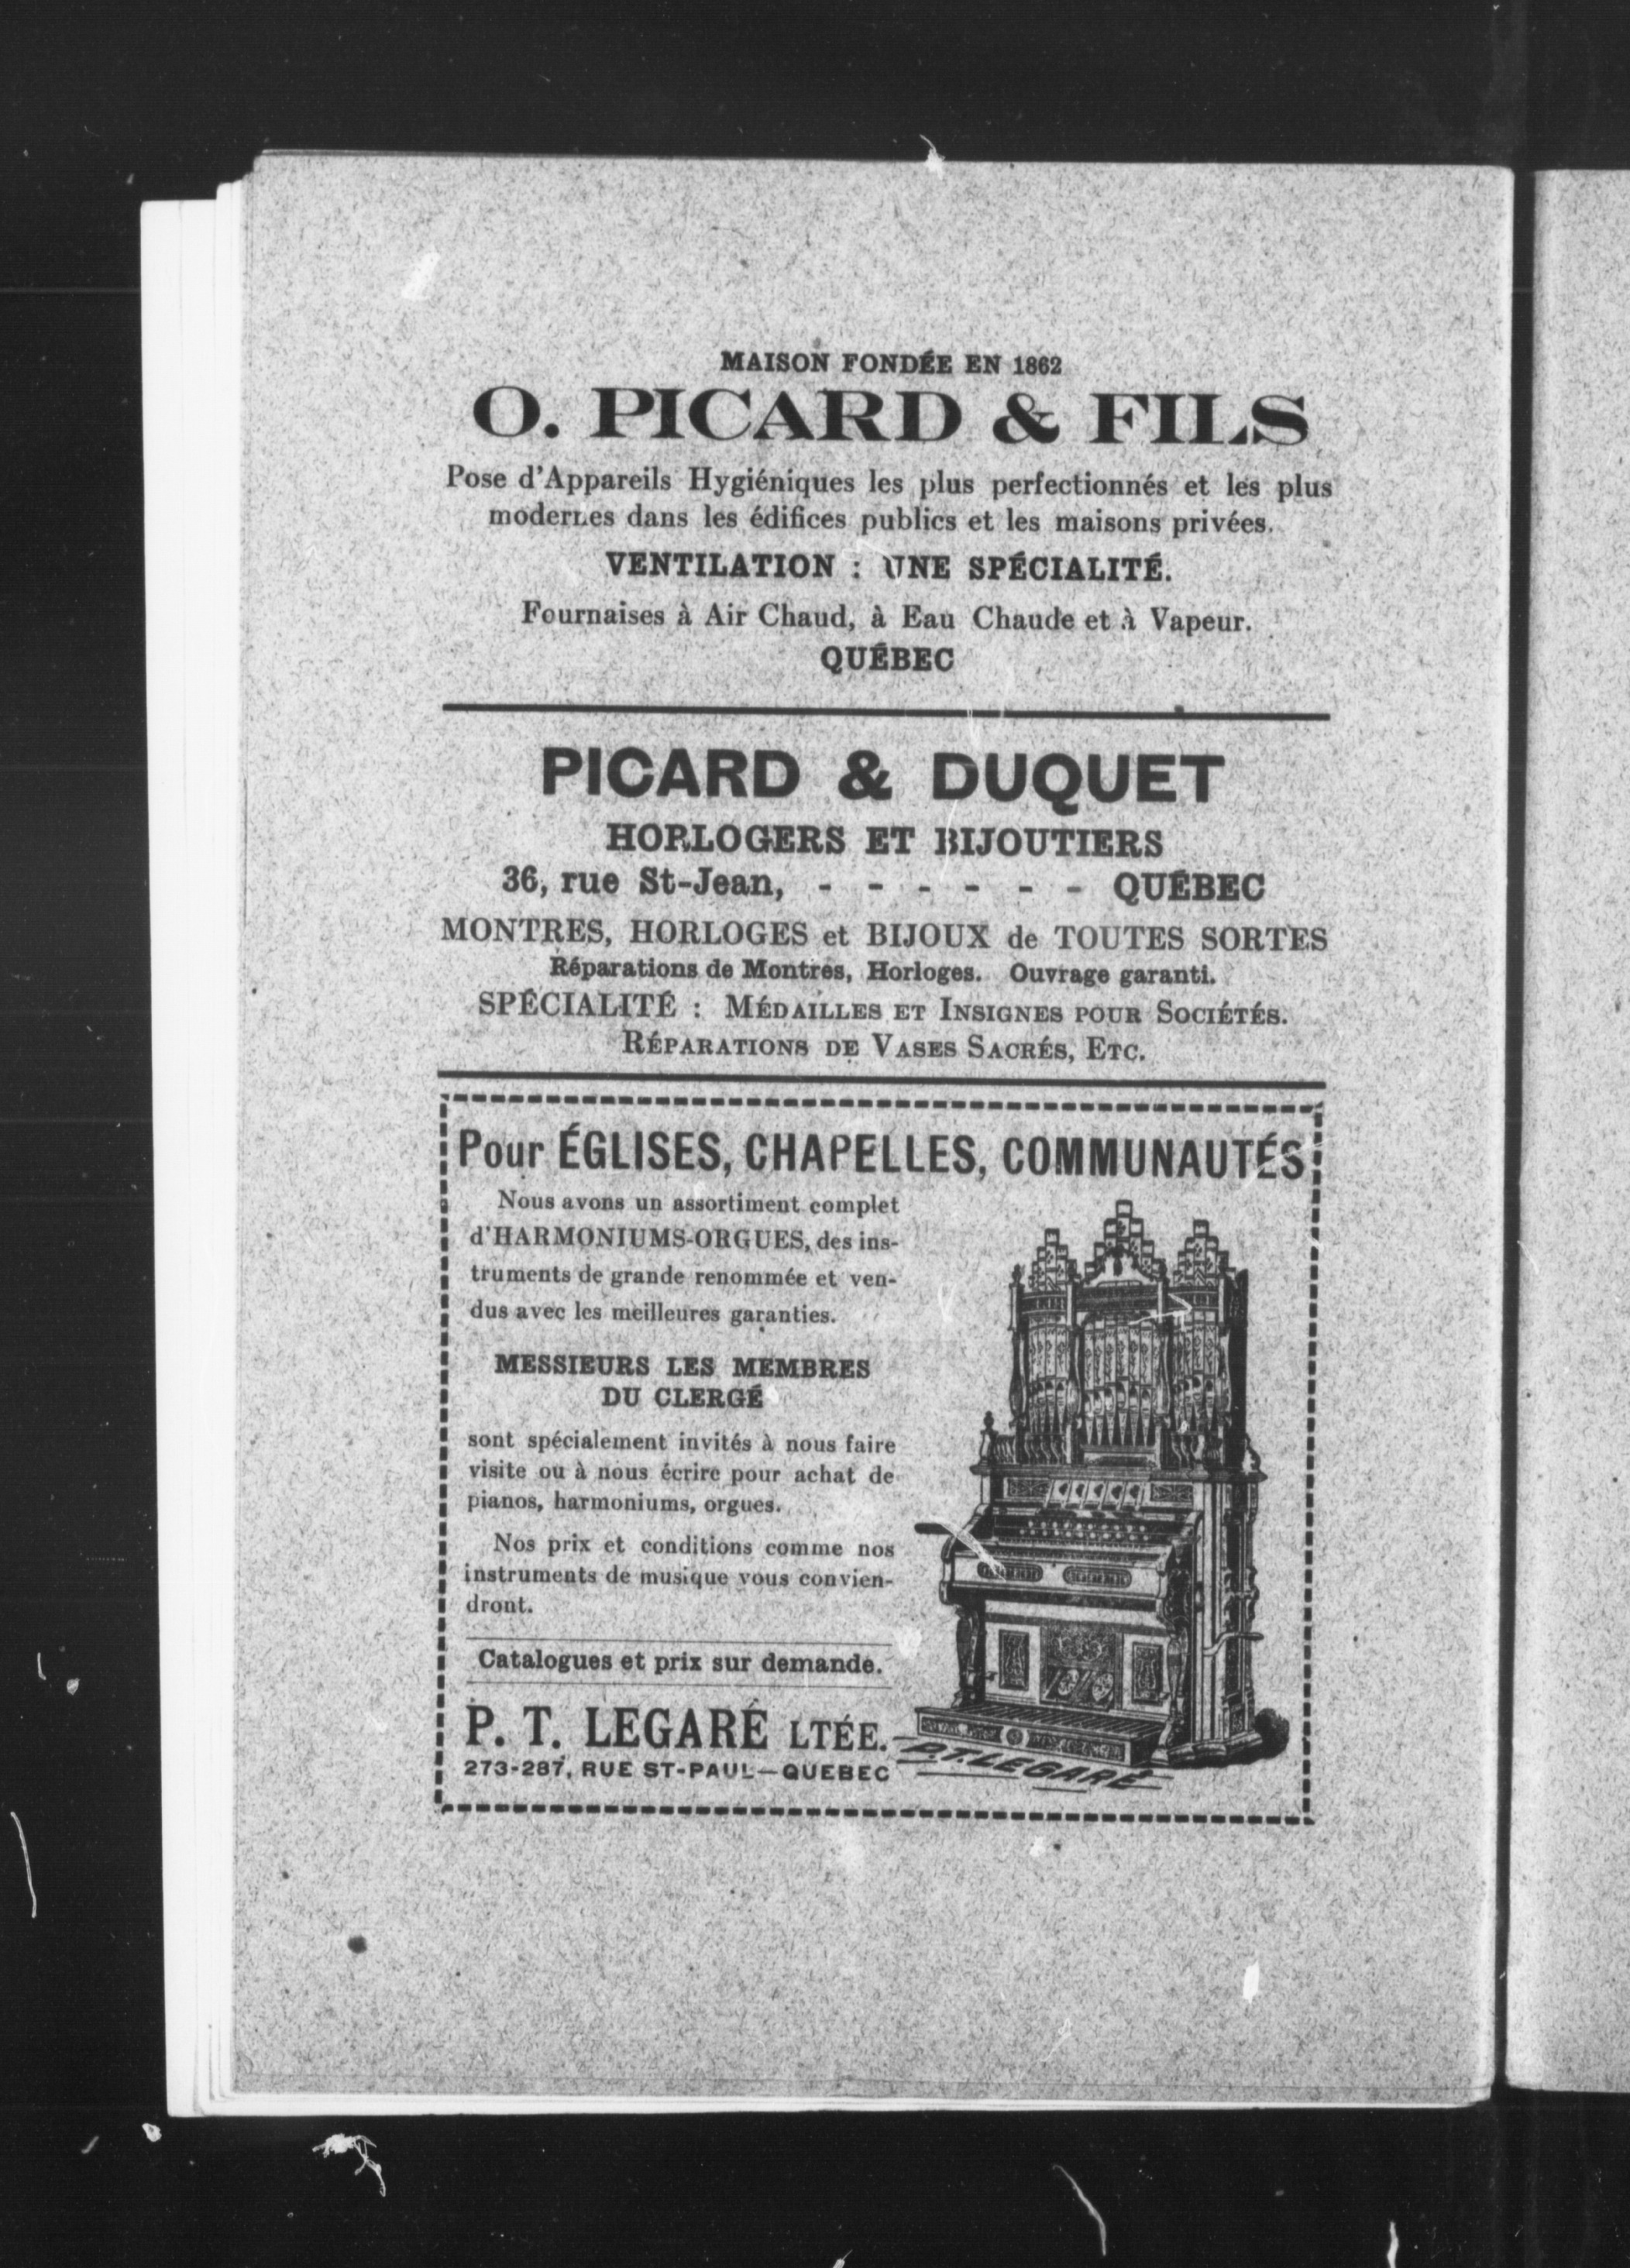 MAISON FONDÉE EN 1862
O. PICARD & FILS
Pose d'Appareils Hygiéniques les plus perfectionnés et les plus
modernes dans les édifices publics et les maisons privées.
VENTILATION : UNE SPÉCIALITÉ.
Fournaises à Air Chaud, à Eau Chaude et à Vapeur.
QUÉBEC
PICARD & DUQUET
HORLOGERS ET BIJOUTIERS
36, rue St-Jean, - - - - - - QUÉBEC
MONTRES, HORLOGES et BIJOUX de TOUTES SORTES
Réparations de Montres, Horloges. Ouvrage garanti.
SPÉCIALITÉ : MÉDAILLES ET INSIGNES POUR SOCIÉTÉS.
RÉPARATIONS DE VASES SACRÉS, ETC.
Pour ÉGLISES, CHAPELLES, COMMUNAUTÉS
Nous avons un assortiment complet
d'HARMONIUMS-ORGUES, des ins-
truments de grande renommée et ven-
dus avec les meilleures garanties.
MESSIEURS LES MEMBRES
DU CLERGÉ
sont spécialement invités à nous faire
visite ou à nous écrire pour achat de
pianos, harmoniums, orgues.
Nos prix et conditions comme nos
instruments de musique vous convien-
dront.
Catalogues et prix sur demande.
P. T. LEGARÉ LTÉE.
273-287, RUE ST-PAUL—QUEBEC
P.T. LEGARÉ